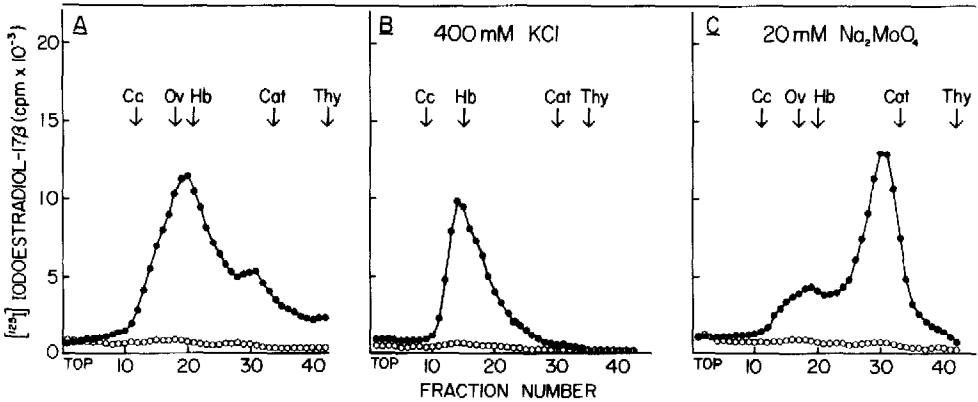 A
B 400 mM KCl
C 20 mM Na₂MoO₄
[¹²⁵I] IODOESTRADIOL-17β (cpm x 10⁻³)
20
15
10
5
0
Cc Ov Hb Cat Thy
Cc Hb Cat Thy
Cc Ov Hb Cat Thy
TOP 10 20 30 40
TOP 10 20 30 40
TOP 10 20 30 40
FRACTION NUMBER